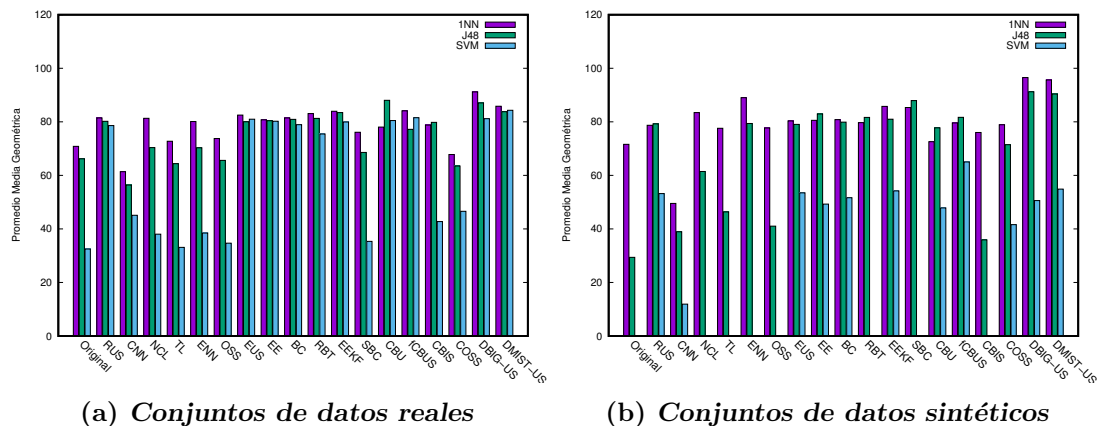 120
100
80
60
40
20
0
Promedio Media Geométrica
1NN
J48
SVM
Original
RUS
CNN
NCL
TL
ENN
OSS
EUS
EE
BC
RBT
EEKF
SBC
CBU
fCBUS
CBIS
COSS
DBIG-US
DMIST-US
(a) Conjuntos de datos reales
120
100
80
60
40
20
0
Promedio Media Geométrica
1NN
J48
SVM
Original
RUS
CNN
NCL
TL
ENN
OSS
EUS
EE
BC
RBT
EEKF
SBC
CBU
fCBUS
CBIS
COSS
DBIG-US
DMIST-US
(b) Conjuntos de datos sintéticos